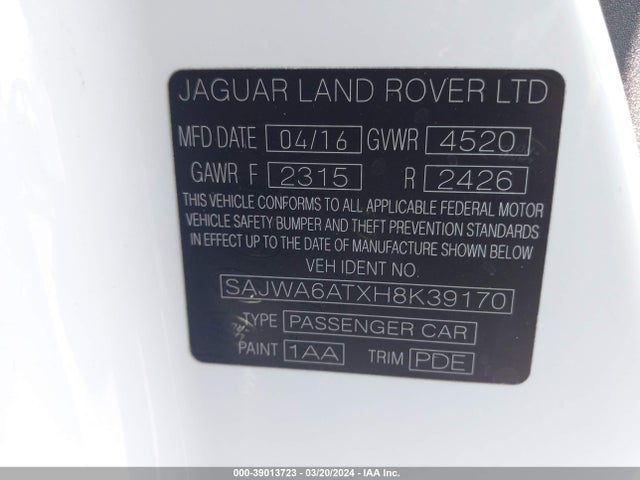 JAGUAR LAND ROVER LTD
MFD DATE 04/16 GVWR 4520
GAWR F 2315 R 2426
THIS VEHICLE CONFORMS TO ALL APPLICABLE FEDERAL MOTOR
VEHICLE SAFETY BUMPER AND THEFT PREVENTION STANDARDS
IN EFFECT UP TO THE DATE OF MANUFACTURE SHOWN BELOW
VEH IDENT NO.
SAJWA6ATXH8K39170
TYPE PASSENGER CAR
PAINT 1AA TRIM PDE
000-39013723 - 03/20/2024 - IAA Inc.